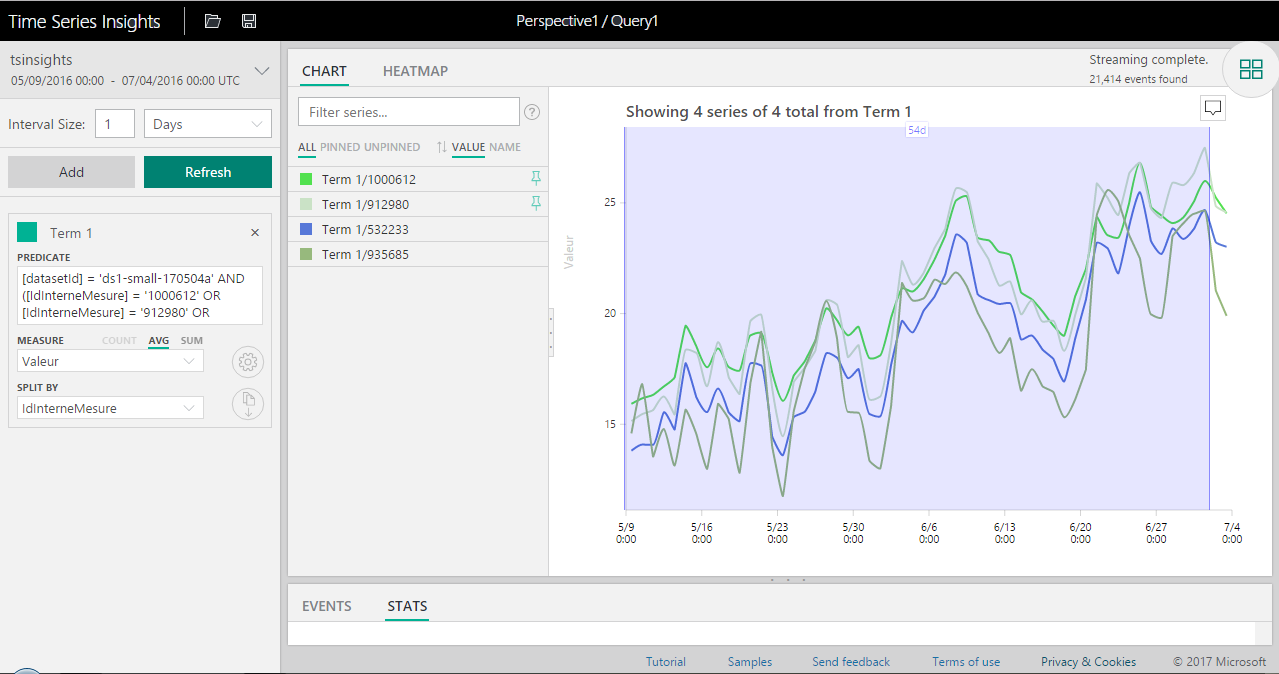 Time Series Insights
Perspective1 / Query1
tsinsights
05/09/2016 00:00 - 07/04/2016 00:00 UTC
Interval Size:
1
Days
Add
Refresh
Term 1
×
PREDICATE
[datasetId] = 'ds1-small-170504a' AND
([IdInterneMesure] = '1000612' OR
[IdInterneMesure] = '912980' OR
MEASURE
COUNT AVG SUM
Valeur
SPLIT BY
IdInterneMesure
CHART HEATMAP
Streaming complete.
21,414 events found
Filter series...
?
ALL PINNED UNPINNED
VALUE NAME
Term 1/1000612
Term 1/912980
Term 1/532233
Term 1/935685
Showing 4 series of 4 total from Term 1
54d
Valeur
25
20
15
5/9 5/16 5/23 5/30 6/6 6/13 6/20 6/27 7/4
0:00 0:00 0:00 0:00 0:00 0:00 0:00 0:00 0:00
EVENTS STATS
Tutorial Samples Send feedback Terms of use Privacy & Cookies © 2017 Microsoft